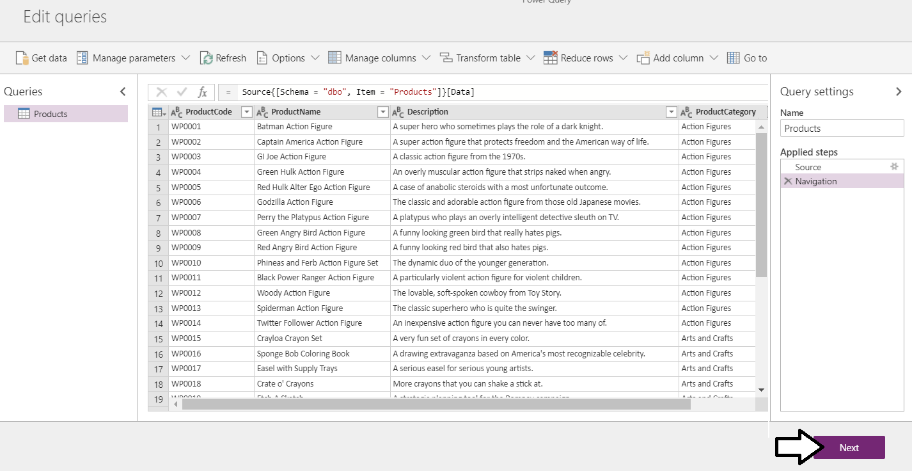 Power Query
Edit queries
Get data Manage parameters Refresh Options Manage columns Transform table Reduce rows Add column Go to
Queries
Products
fx = Source{[Schema = "dbo", Item = "Products"]}[Data]
ABC ProductCode ABC ProductName ABC Description ABC ProductCategory
1 WP0001 Batman Action Figure A super hero who sometimes plays the role of a dark knight. Action Figures
2 WP0002 Captain America Action Figure A super action figure that protects freedom and the American way of life. Action Figures
3 WP0003 GI Joe Action Figure A classic action figure from the 1970s. Action Figures
4 WP0004 Green Hulk Action Figure An overly muscular action figure that strips naked when angry. Action Figures
5 WP0005 Red Hulk Alter Ego Action Figure A case of anabolic steroids with a most unfortunate outcome. Action Figures
6 WP0006 Godzilla Action Figure The classic and adorable action figure from those old Japanese movies. Action Figures
7 WP0007 Perry the Platypus Action Figure A platypus who plays an overly intelligent detective sleuth on TV. Action Figures
8 WP0008 Green Angry Bird Action Figure A funny looking green bird that really hates pigs. Action Figures
9 WP0009 Red Angry Bird Action Figure A funny looking red bird that also hates pigs. Action Figures
10 WP0010 Phineas and Ferb Action Figure Set The dynamic duo of the younger generation. Action Figures
11 WP0011 Black Power Ranger Action Figure A particularly violent action figure for violent children. Action Figures
12 WP0012 Woody Action Figure The lovable, soft-spoken cowboy from Toy Story. Action Figures
13 WP0013 Spiderman Action Figure The classic superhero who is quite the swinger. Action Figures
14 WP0014 Twitter Follower Action Figure An inexpensive action figure you can never have too many of. Action Figures
15 WP0015 Crayloa Crayon Set A very fun set of crayons in every color. Arts and Crafts
16 WP0016 Sponge Bob Coloring Book A drawing extravaganza based on America's most recognizable celebrity. Arts and Crafts
17 WP0017 Easel with Supply Trays A serious easel for serious young artists. Arts and Crafts
18 WP0018 Crate o' Crayons More crayons that you can shake a stick at. Arts and Crafts
19
Query settings
Name
Products
Applied steps
Source
Navigation
Next